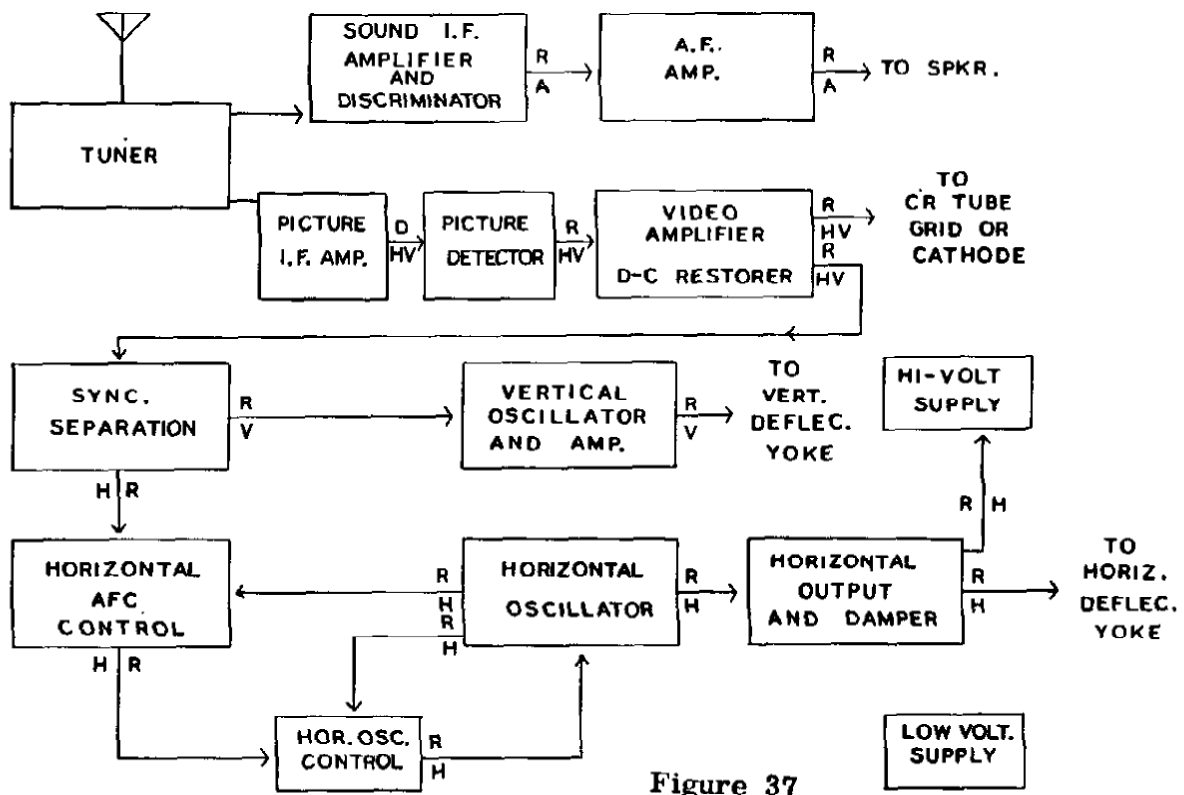 SOUND I.F.
AMPLIFIER
AND
DISCRIMINATOR
R
A
A.F.
AMP.
R
A
TO SPKR.
TUNER
PICTURE
I.F. AMP.
D
HV
PICTURE
DETECTOR
R
HV
VIDEO
AMPLIFIER
D-C RESTORER
R
HV
R
HV
TO
CR TUBE
GRID OR
CATHODE
SYNC.
SEPARATION
R
V
VERTICAL
OSCILLATOR
AND AMP.
R
V
TO
VERT.
DEFLEC.
YOKE
HI-VOLT
SUPPLY
H R
R H
HORIZONTAL
AFC
CONTROL
R
H
R
H
HORIZONTAL
OSCILLATOR
R
H
HORIZONTAL
OUTPUT
AND DAMPER
R
H
TO
HORIZ.
DEFLEC.
YOKE
H R
HOR. OSC.
CONTROL
R
H
LOW VOLT.
SUPPLY
Figure 37